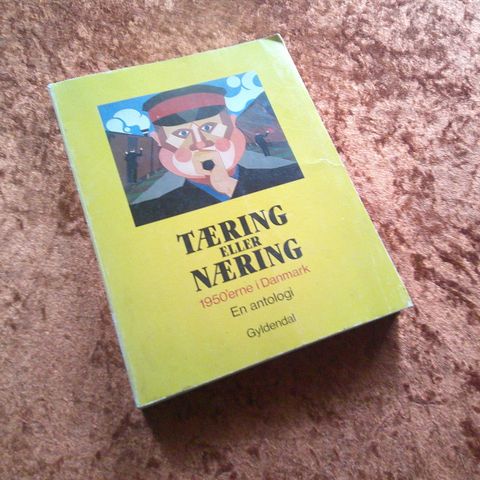 TÆRING
ELLER
NÆRING
1950'erne i Danmark
En antologi
Gyldendal